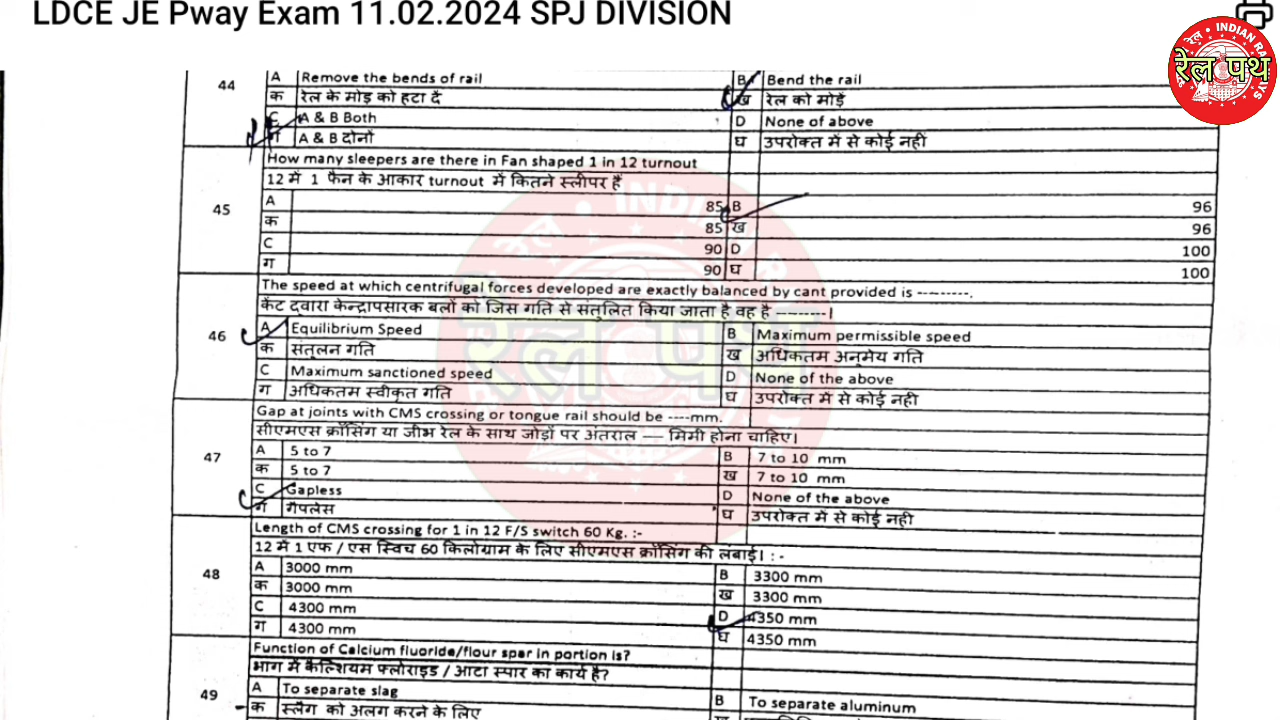 LDCE JE Pway Exam 11.02.2024 SPJ DIVISION
• INDIAN RAILWAYS
रेल पथ
44
A Remove the bends of rail B Bend the rail
क रेल के मोड़ को हटा दें ख रेल को मोड़ें
C A & B Both D None of above
ग A & B दोनों घ उपरोक्त में से कोई नहीं
How many sleepers are there in Fan shaped 1 in 12 turnout
12 में 1 फैन के आकार turnout में कितने स्लीपर हैं
45
A 85 B 96
क 85 ख 96
C 90 D 100
ग 90 घ 100
The speed at which centrifugal forces developed are exactly balanced by cant provided is ---------.
केंट द्वारा केन्द्रापसारक बलों को जिस गति से संतुलित किया जाता है वह है ---------।
46
A Equilibrium Speed B Maximum permissible speed
क संतुलन गति ख अधिकतम अनुमेय गति
C Maximum sanctioned speed D None of the above
ग अधिकतम स्वीकृत गति घ उपरोक्त में से कोई नहीं
Gap at joints with CMS crossing or tongue rail should be ----mm.
सीएमएस क्रॉसिंग या जीभ रेल के साथ जोड़ों पर अंतराल ---- मिमी होना चाहिए।
47
A 5 to 7 B 7 to 10 mm
क 5 to 7 ख 7 to 10 mm
C Gapless D None of the above
ग गैपलेस घ उपरोक्त में से कोई नहीं
Length of CMS crossing for 1 in 12 F/S switch 60 Kg. :-
12 में 1 एफ / एस स्विच 60 किलोग्राम के लिए सीएमएस क्रॉसिंग की लंबाई। : -
48
A 3000 mm B 3300 mm
क 3000 mm ख 3300 mm
C 4300 mm D 4350 mm
ग 4300 mm घ 4350 mm
Function of Calcium fluoride/flour spar in portion is?
भाग में कैल्शियम फ्लोराइड / आटा स्पार का कार्य है?
49
A To separate slag B To separate aluminum
क स्लैग को अलग करने के लिए